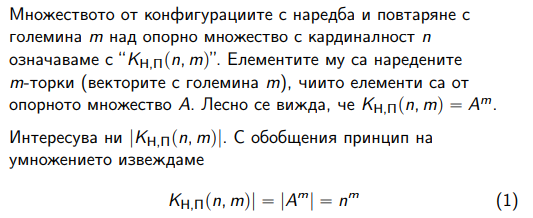 Множеството от конфигурациите с наредба и повтаряне с
големина m над опорно множество с кардиналност n
означаваме с “K_{Н,П}(n, m)”. Елементите му са наредените
m-торки (векторите с големина m), чиито елементи са от
опорното множество A. Лесно се вижда, че K_{Н,П}(n, m) = A^m.
Интересува ни |K_{Н,П}(n, m)|. С обобщения принцип на
умножението извеждаме
K_{Н,П}(n, m)| = |A^m| = n^m (1)